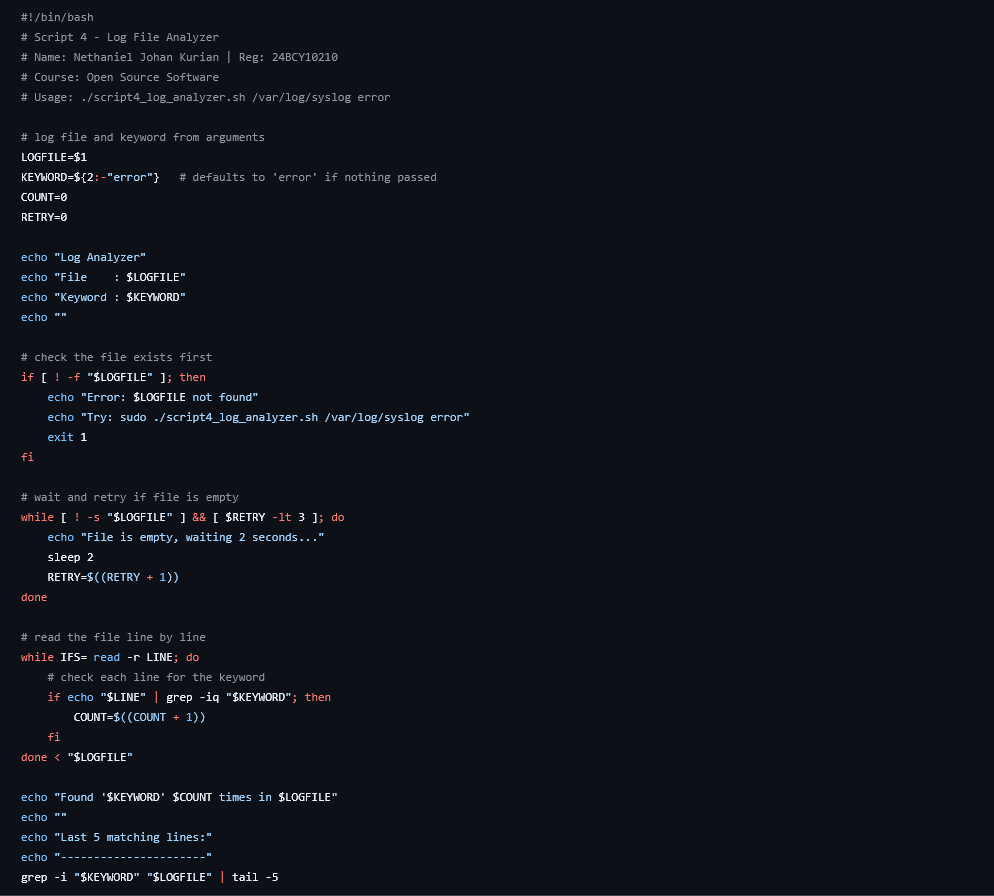 #!/bin/bash
# Script 4 - Log File Analyzer
# Name: Nethaniel Johan Kurian | Reg: 24BCY10210
# Course: Open Source Software
# Usage: ./script4_log_analyzer.sh /var/log/syslog error

# log file and keyword from arguments
LOGFILE=$1
KEYWORD=${2:-"error"}   # defaults to 'error' if nothing passed
COUNT=0
RETRY=0

echo "Log Analyzer"
echo "File    : $LOGFILE"
echo "Keyword : $KEYWORD"
echo ""

# check the file exists first
if [ ! -f "$LOGFILE" ]; then
    echo "Error: $LOGFILE not found"
    echo "Try: sudo ./script4_log_analyzer.sh /var/log/syslog error"
    exit 1
fi

# wait and retry if file is empty
while [ ! -s "$LOGFILE" ] && [ $RETRY -lt 3 ]; do
    echo "File is empty, waiting 2 seconds..."
    sleep 2
    RETRY=$((RETRY + 1))
done

# read the file line by line
while IFS= read -r LINE; do
    # check each line for the keyword
    if echo "$LINE" | grep -iq "$KEYWORD"; then
        COUNT=$((COUNT + 1))
    fi
done < "$LOGFILE"

echo "Found '$KEYWORD' $COUNT times in $LOGFILE"
echo ""
echo "Last 5 matching lines:"
echo "----------------------"
grep -i "$KEYWORD" "$LOGFILE" | tail -5